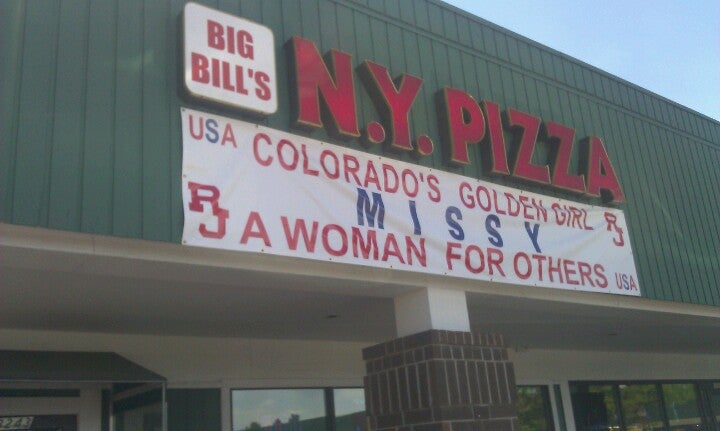 BIG
BILL'S
N.Y. PIZZA
USA COLORADO'S GOLDEN GIRL RJ
MISSY
RJ A WOMAN FOR OTHERS USA